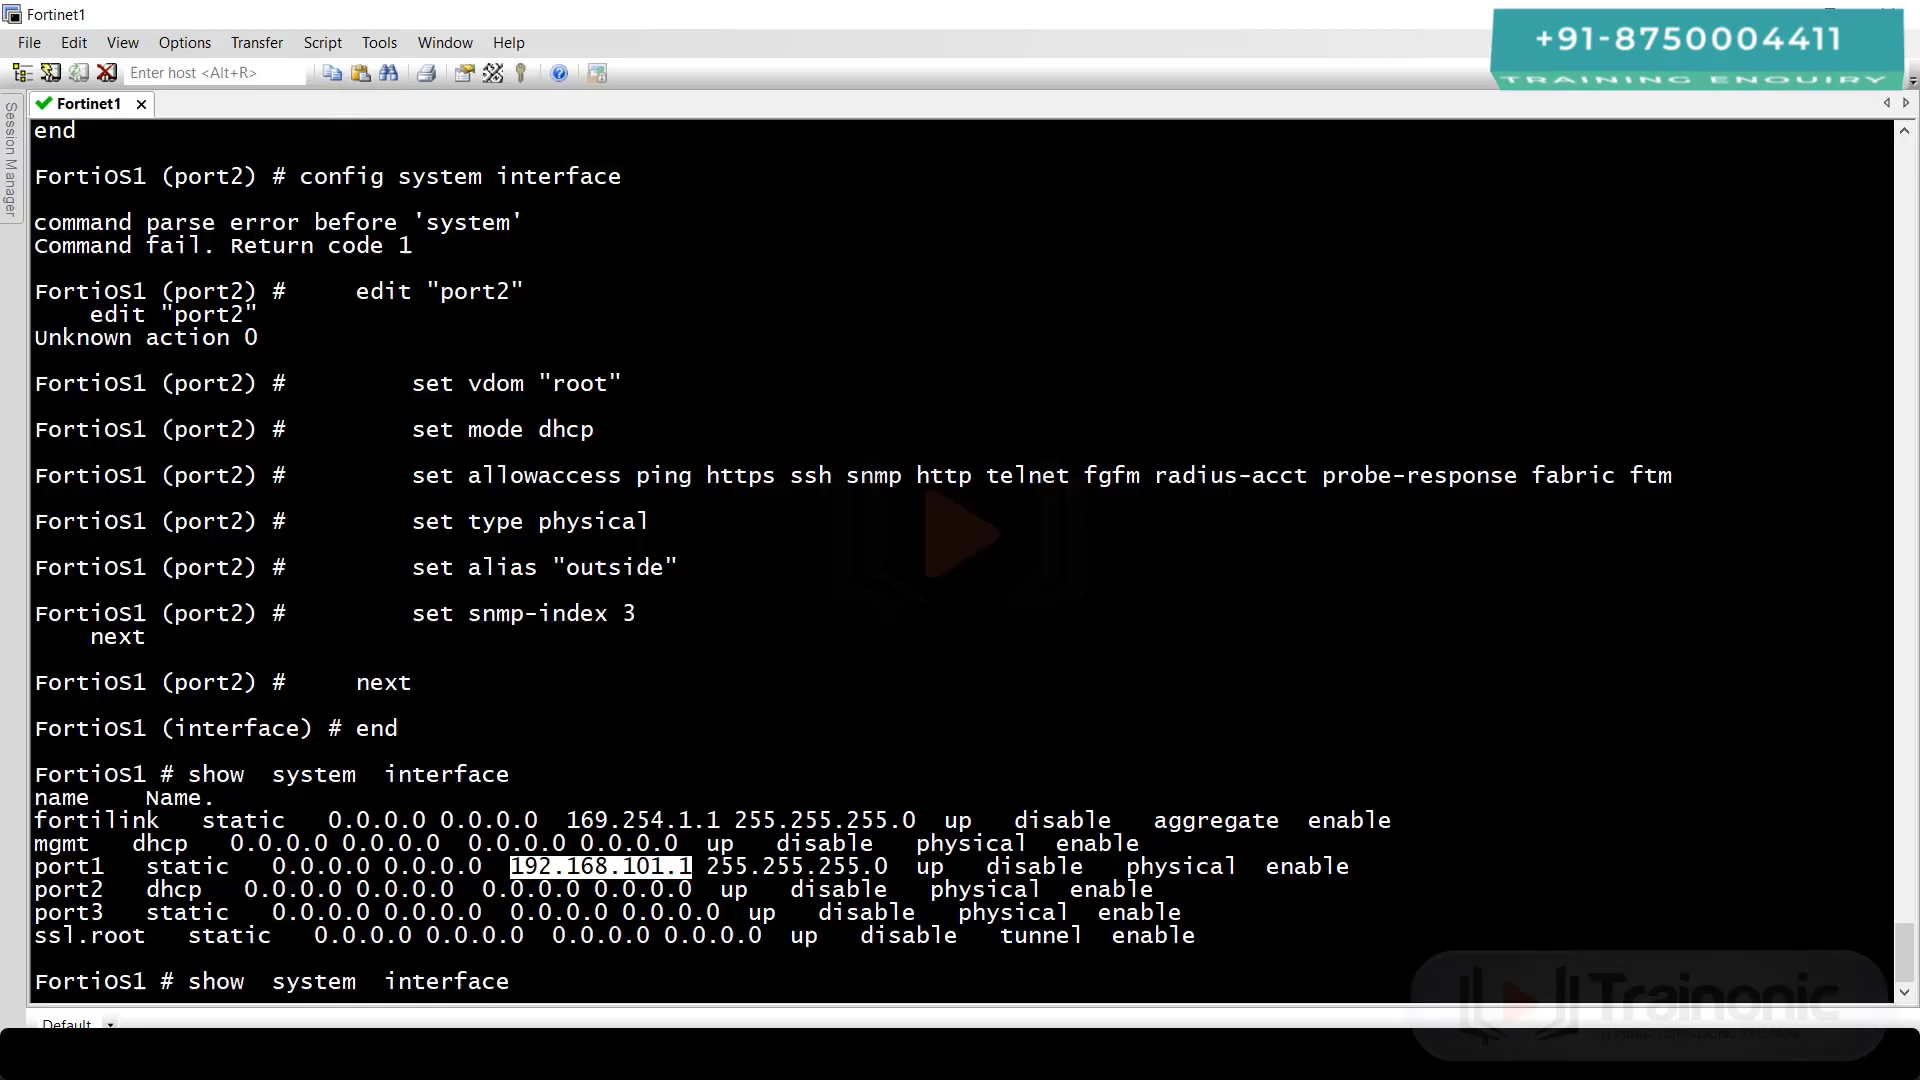 Fortinet1
File Edit View Options Transfer Script Tools Window Help
+91-8750004411
TRAINING ENQUIRY
Enter host <Alt+R>
Fortinet1
Session Manager
end
FortiOS1 (port2) # config system interface
command parse error before 'system'
Command fail. Return code 1
FortiOS1 (port2) #     edit "port2"
    edit "port2"
Unknown action 0
FortiOS1 (port2) #         set vdom "root"
FortiOS1 (port2) #         set mode dhcp
FortiOS1 (port2) #         set allowaccess ping https ssh snmp http telnet fgfm radius-acct probe-response fabric ftm
FortiOS1 (port2) #         set type physical
FortiOS1 (port2) #         set alias "outside"
FortiOS1 (port2) #         set snmp-index 3
    next
FortiOS1 (port2) #     next
FortiOS1 (interface) # end
FortiOS1 # show  system  interface
name    Name.
fortilink   static   0.0.0.0 0.0.0.0  169.254.1.1 255.255.255.0  up   disable   aggregate  enable
mgmt   dhcp   0.0.0.0 0.0.0.0  0.0.0.0 0.0.0.0  up   disable   physical  enable
port1   static   0.0.0.0 0.0.0.0  192.168.101.1 255.255.255.0  up   disable   physical  enable
port2   dhcp   0.0.0.0 0.0.0.0  0.0.0.0 0.0.0.0  up   disable   physical  enable
port3   static   0.0.0.0 0.0.0.0  0.0.0.0 0.0.0.0  up   disable   physical  enable
ssl.root   static   0.0.0.0 0.0.0.0  0.0.0.0 0.0.0.0  up   disable   tunnel  enable
FortiOS1 # show  system  interface
Trainonic
Default